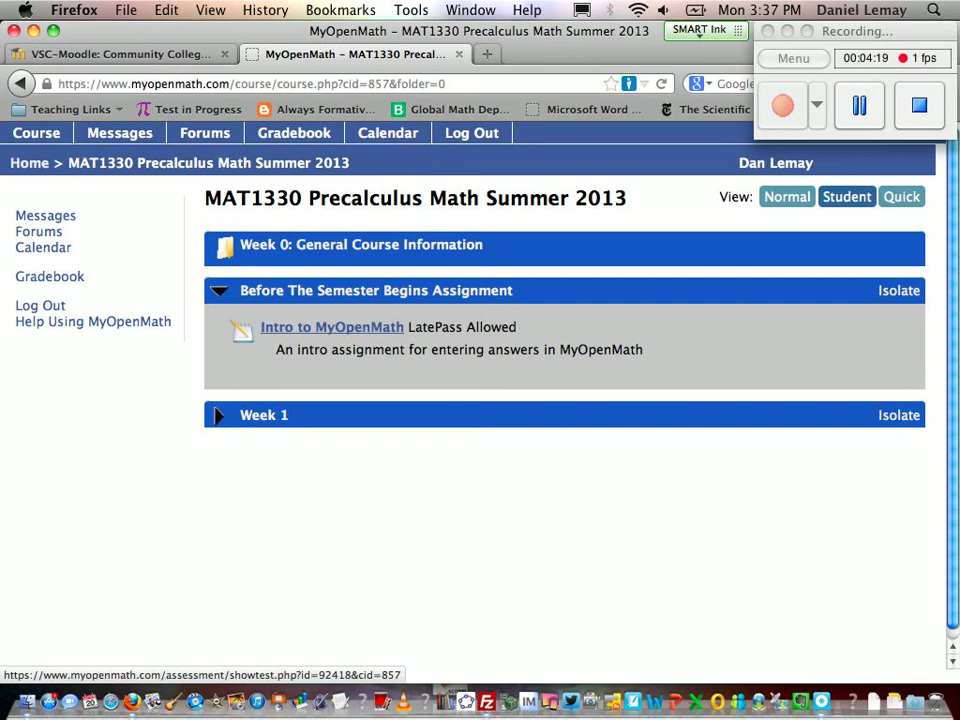 Firefox File Edit View History Bookmarks Tools Window Help Mon 3:37 PM Daniel Lemay
MyOpenMath – MAT1330 Precalculus Math Summer 2013
SMART Ink
Recording...
VSC–Moodle: Community Colleg...
MyOpenMath – MAT1330 Precal...
Menu
00:04:19
1 fps
https://www.myopenmath.com/course/course.php?cid=857&folder=0
Google
Teaching Links
Test in Progress
Always Formativ...
Global Math Dep...
Microsoft Word ...
The Scientific
Course Messages Forums Gradebook Calendar Log Out
Home > MAT1330 Precalculus Math Summer 2013
Dan Lemay
MAT1330 Precalculus Math Summer 2013
View: Normal Student Quick
Messages
Forums
Calendar
Gradebook
Log Out
Help Using MyOpenMath
Week 0: General Course Information
Before The Semester Begins Assignment
Isolate
Intro to MyOpenMath LatePass Allowed
An intro assignment for entering answers in MyOpenMath
Week 1
Isolate
https://www.myopenmath.com/assessment/showtest.php?id=92418&cid=857